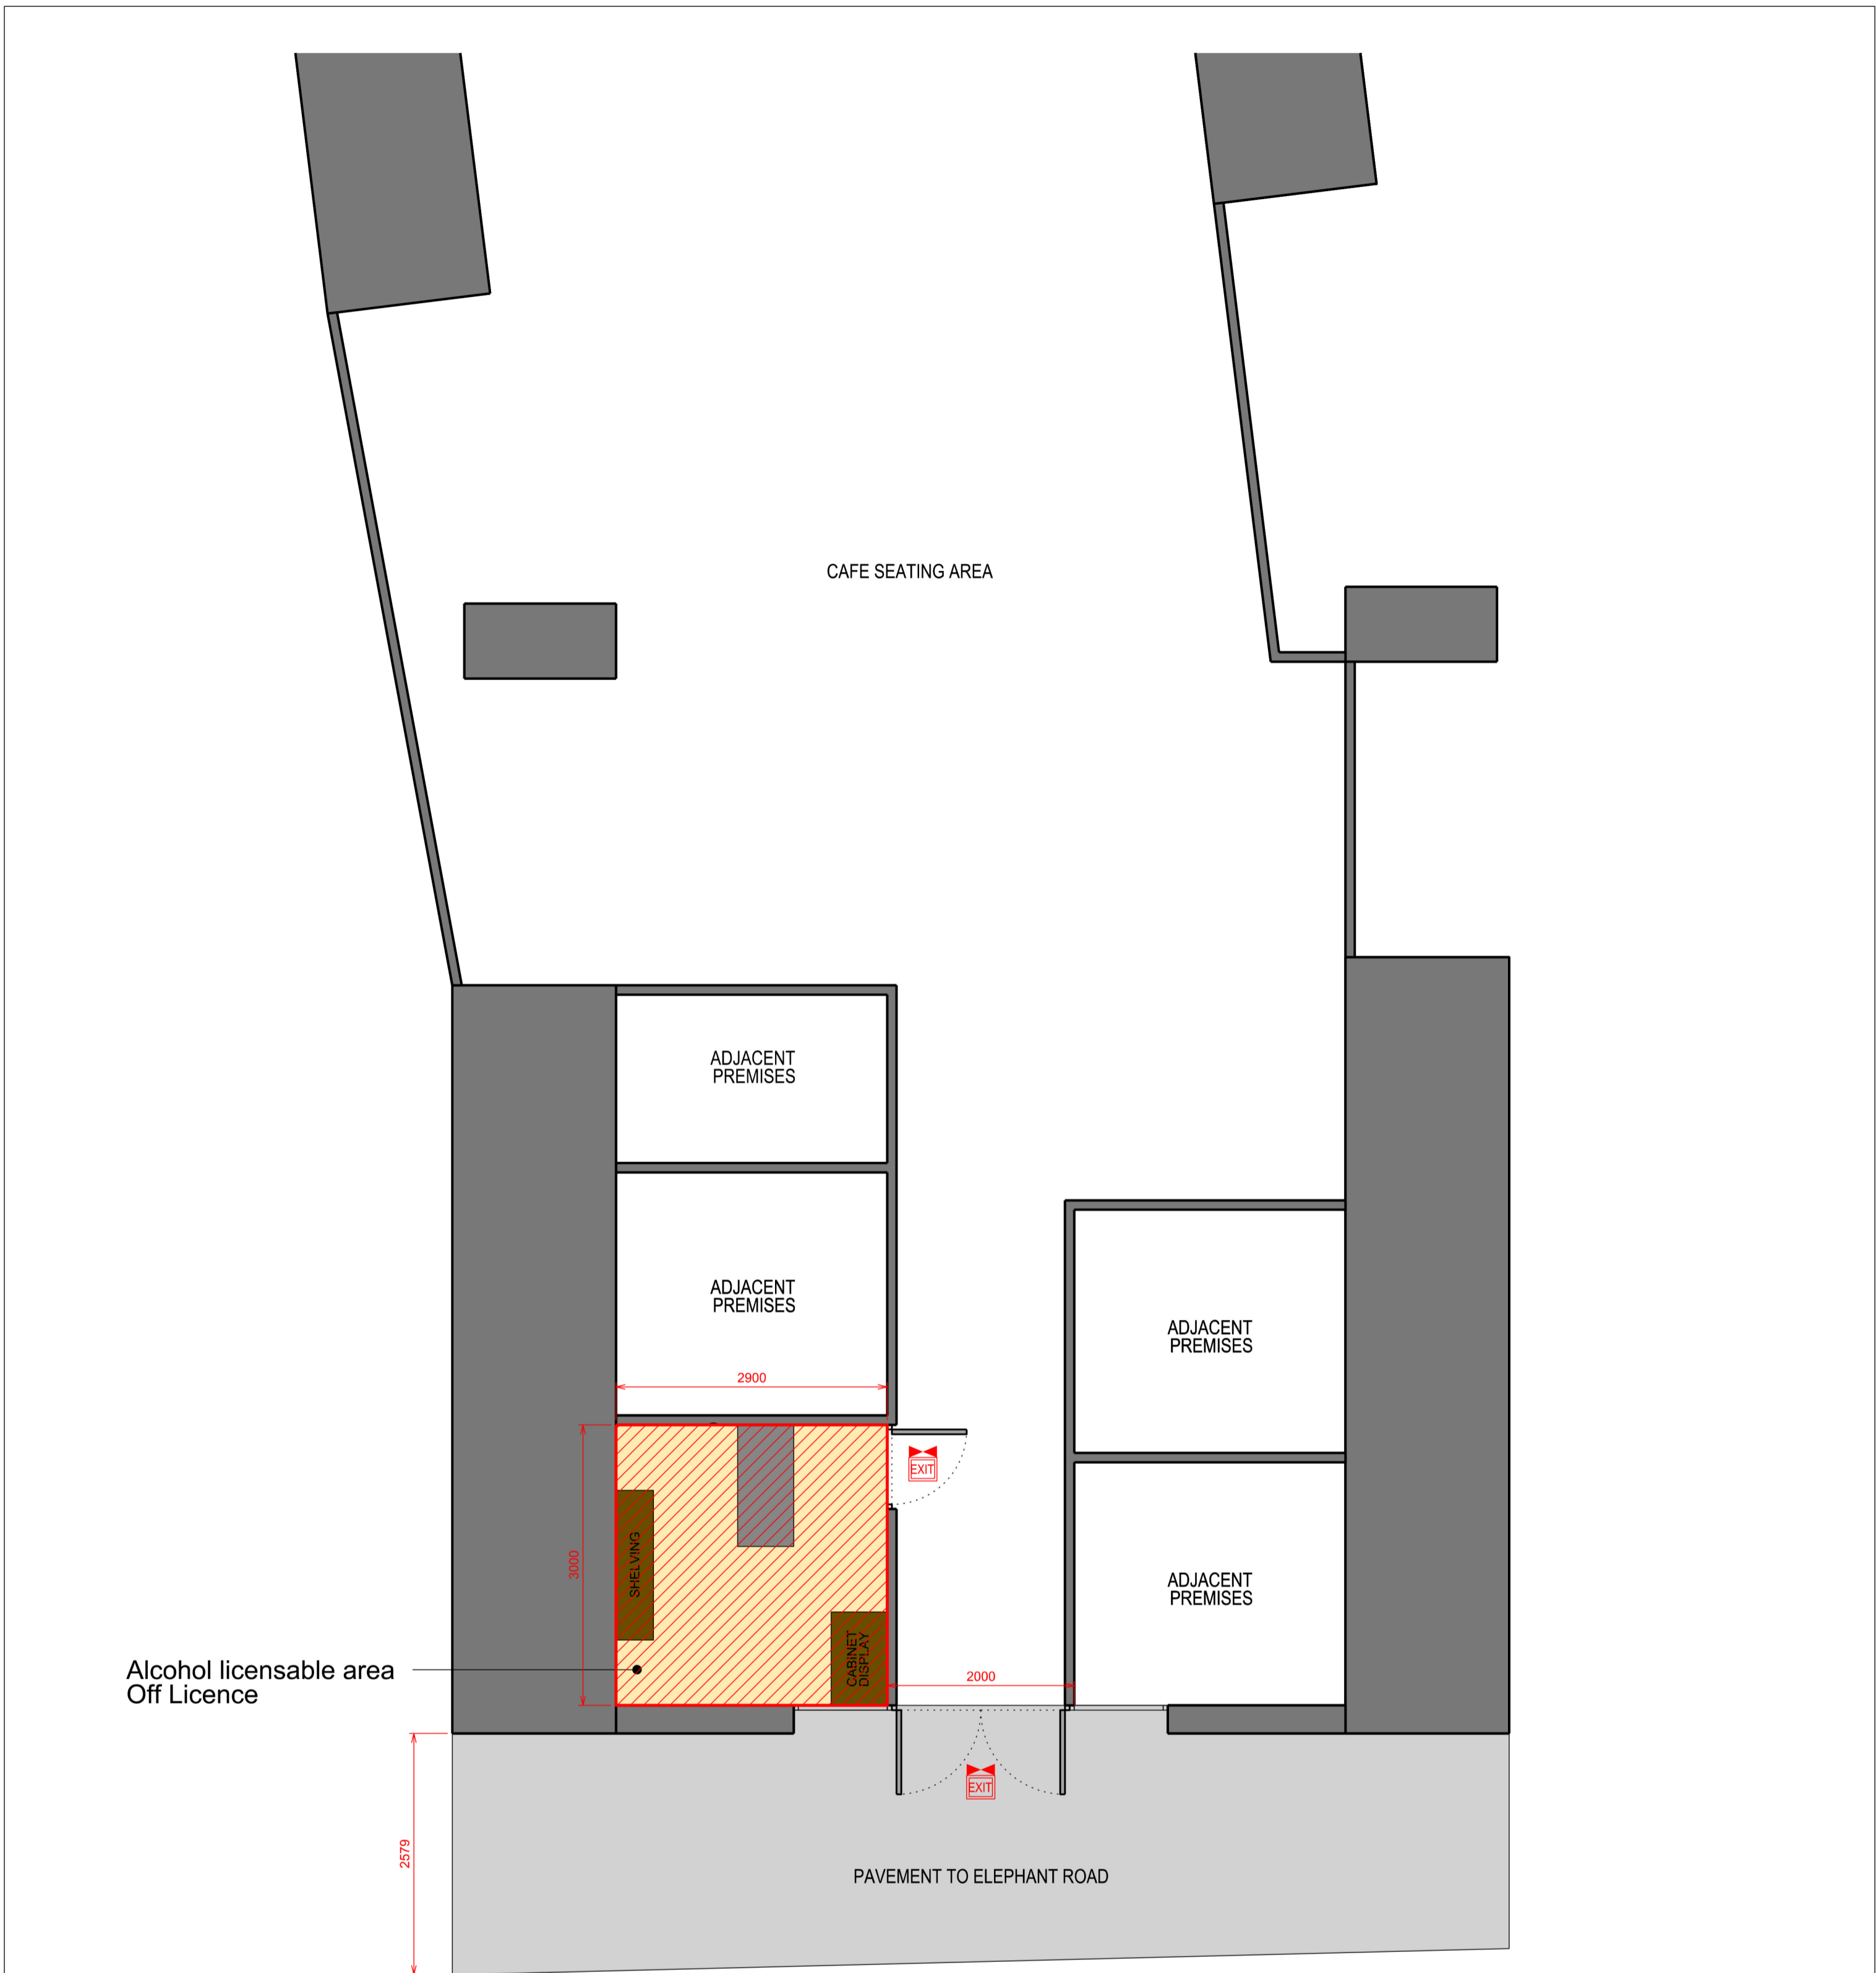 CAFE SEATING AREA
ADJACENT
PREMISES
ADJACENT
PREMISES
ADJACENT
PREMISES
2900
EXIT
3000
SHELVING
ADJACENT
PREMISES
CABINET
DISPLAY
Alcohol licensable area
Off Licence
2000
EXIT
2579
PAVEMENT TO ELEPHANT ROAD